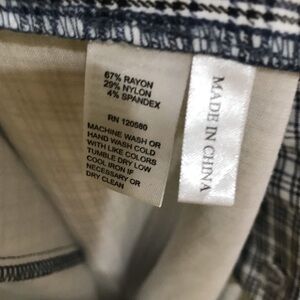 67% RAYON
29% NYLON
4% SPANDEX
RN 120560
MACHINE WASH OR
HAND WASH COLD
WITH LIKE COLORS
TUMBLE DRY LOW
COOL IRON IF
NECESSARY OR
DRY CLEAN
MADE IN CHINA